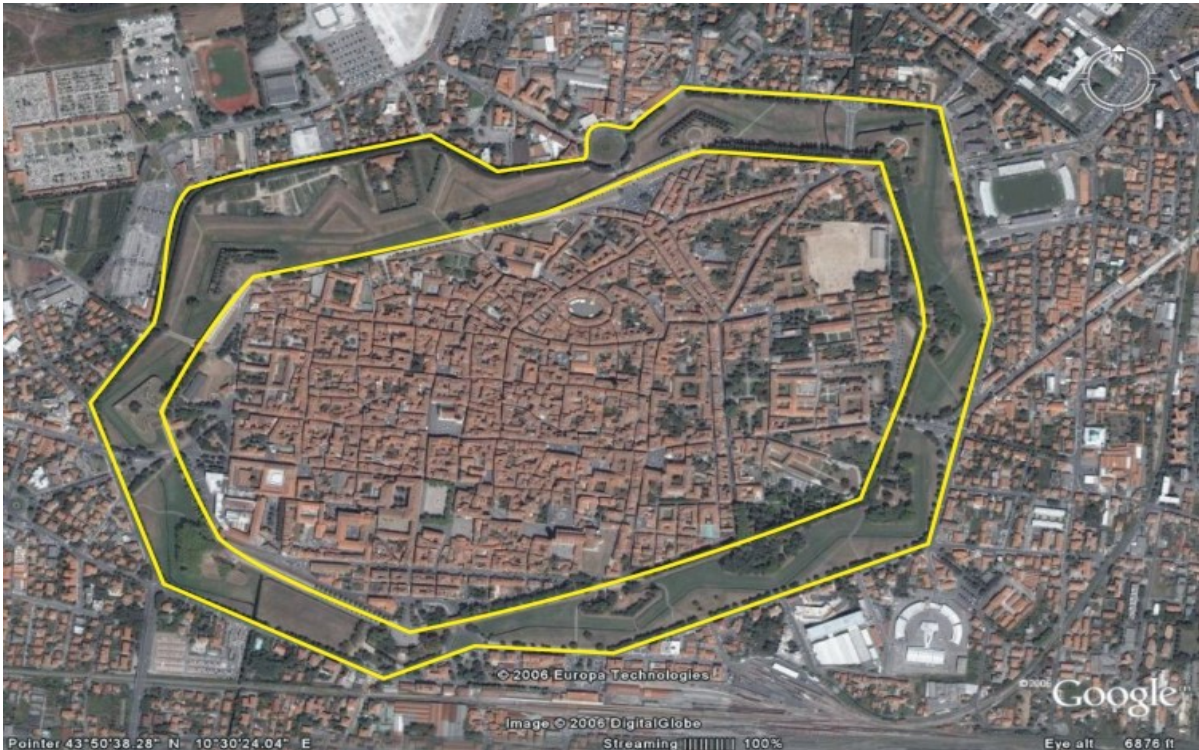 N
© 2006 Europa Technologies
© 2006
Google
Image © 2006 DigitalGlobe
Pointer 43°50'38.28" N 10°30'24.04" E
Streaming |||||||||| 100%
Eye alt 6876 ft